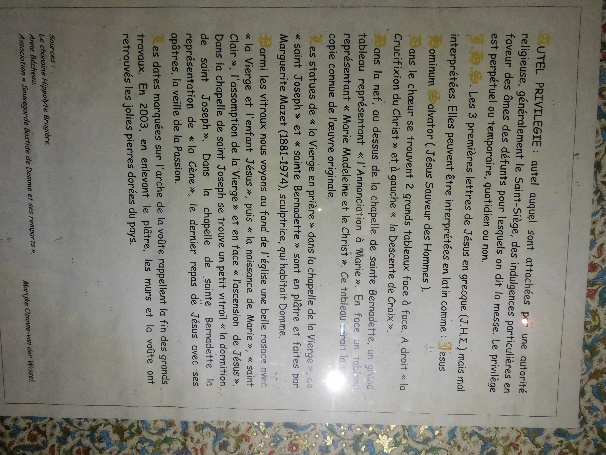 AUTEL PRIVILEGIE : autel auquel sont attachées par une autorité
religieuse, généralement le Saint-Siège, des indulgences particulières en
faveur des âmes des défunts pour lesquels on dit la messe. Le privilège
est perpétuel ou temporaire, quotidien ou non.
J.H.S. : Les 3 premières lettres de Jésus en grecque (J.H.Σ.) mais mal
interprétées. Elles peuvent être interprétées en latin comme : Jesus
Hominum Salvator ( Jésus Sauveur des Hommes ).
Dans le chœur se trouvent 2 grands tableaux face à face. A droit « la
Crucifixion du Christ » et à gauche « la Descente de Croix ».
Dans la nef, au dessus de la chapelle de sainte Bernadette, un grand
tableau représentant « l'Annonciation à Marie ». En face un tableau
représentant « Marie Madeleine et le Christ ». Ce tableau serait la
copie connue de l'œuvre originale.
Les statues de « la Vierge en prière » dans la chapelle de la Vierge », de
« saint Joseph » et « sainte Bernadette » sont en plâtre et faites par
Marguerite Mazet (1881-1974), sculptrice, qui habitait Domme.
Parmi les vitraux nous voyons au fond de l'église une belle rosace avec
« la Vierge et l'enfant Jésus », puis « la naissance de Marie », « saint
Clair », l'assomption de la Vierge » et en face « l'ascension de Jésus ».
Dans la chapelle de saint Joseph se trouve un petit vitrail « la dormition
de saint Joseph ». Dans la chapelle de sainte Bernadette la
représentation de « la Cène », le dernier repas de Jésus avec ses
apôtres, la veille de sa Passion.
Les dates marquées sur l'arche de la voûte rappellent la fin des grands
travaux. En 2003, en enlevant le plâtre, les murs et la voûte ont
retrouvés les jolies pierres dorées du pays.
Sources :
Le chanoine Hippolyte Brugière.
Anne Bécheau.
Association « Sauvegarde Bastide de Domme et des remparts ».